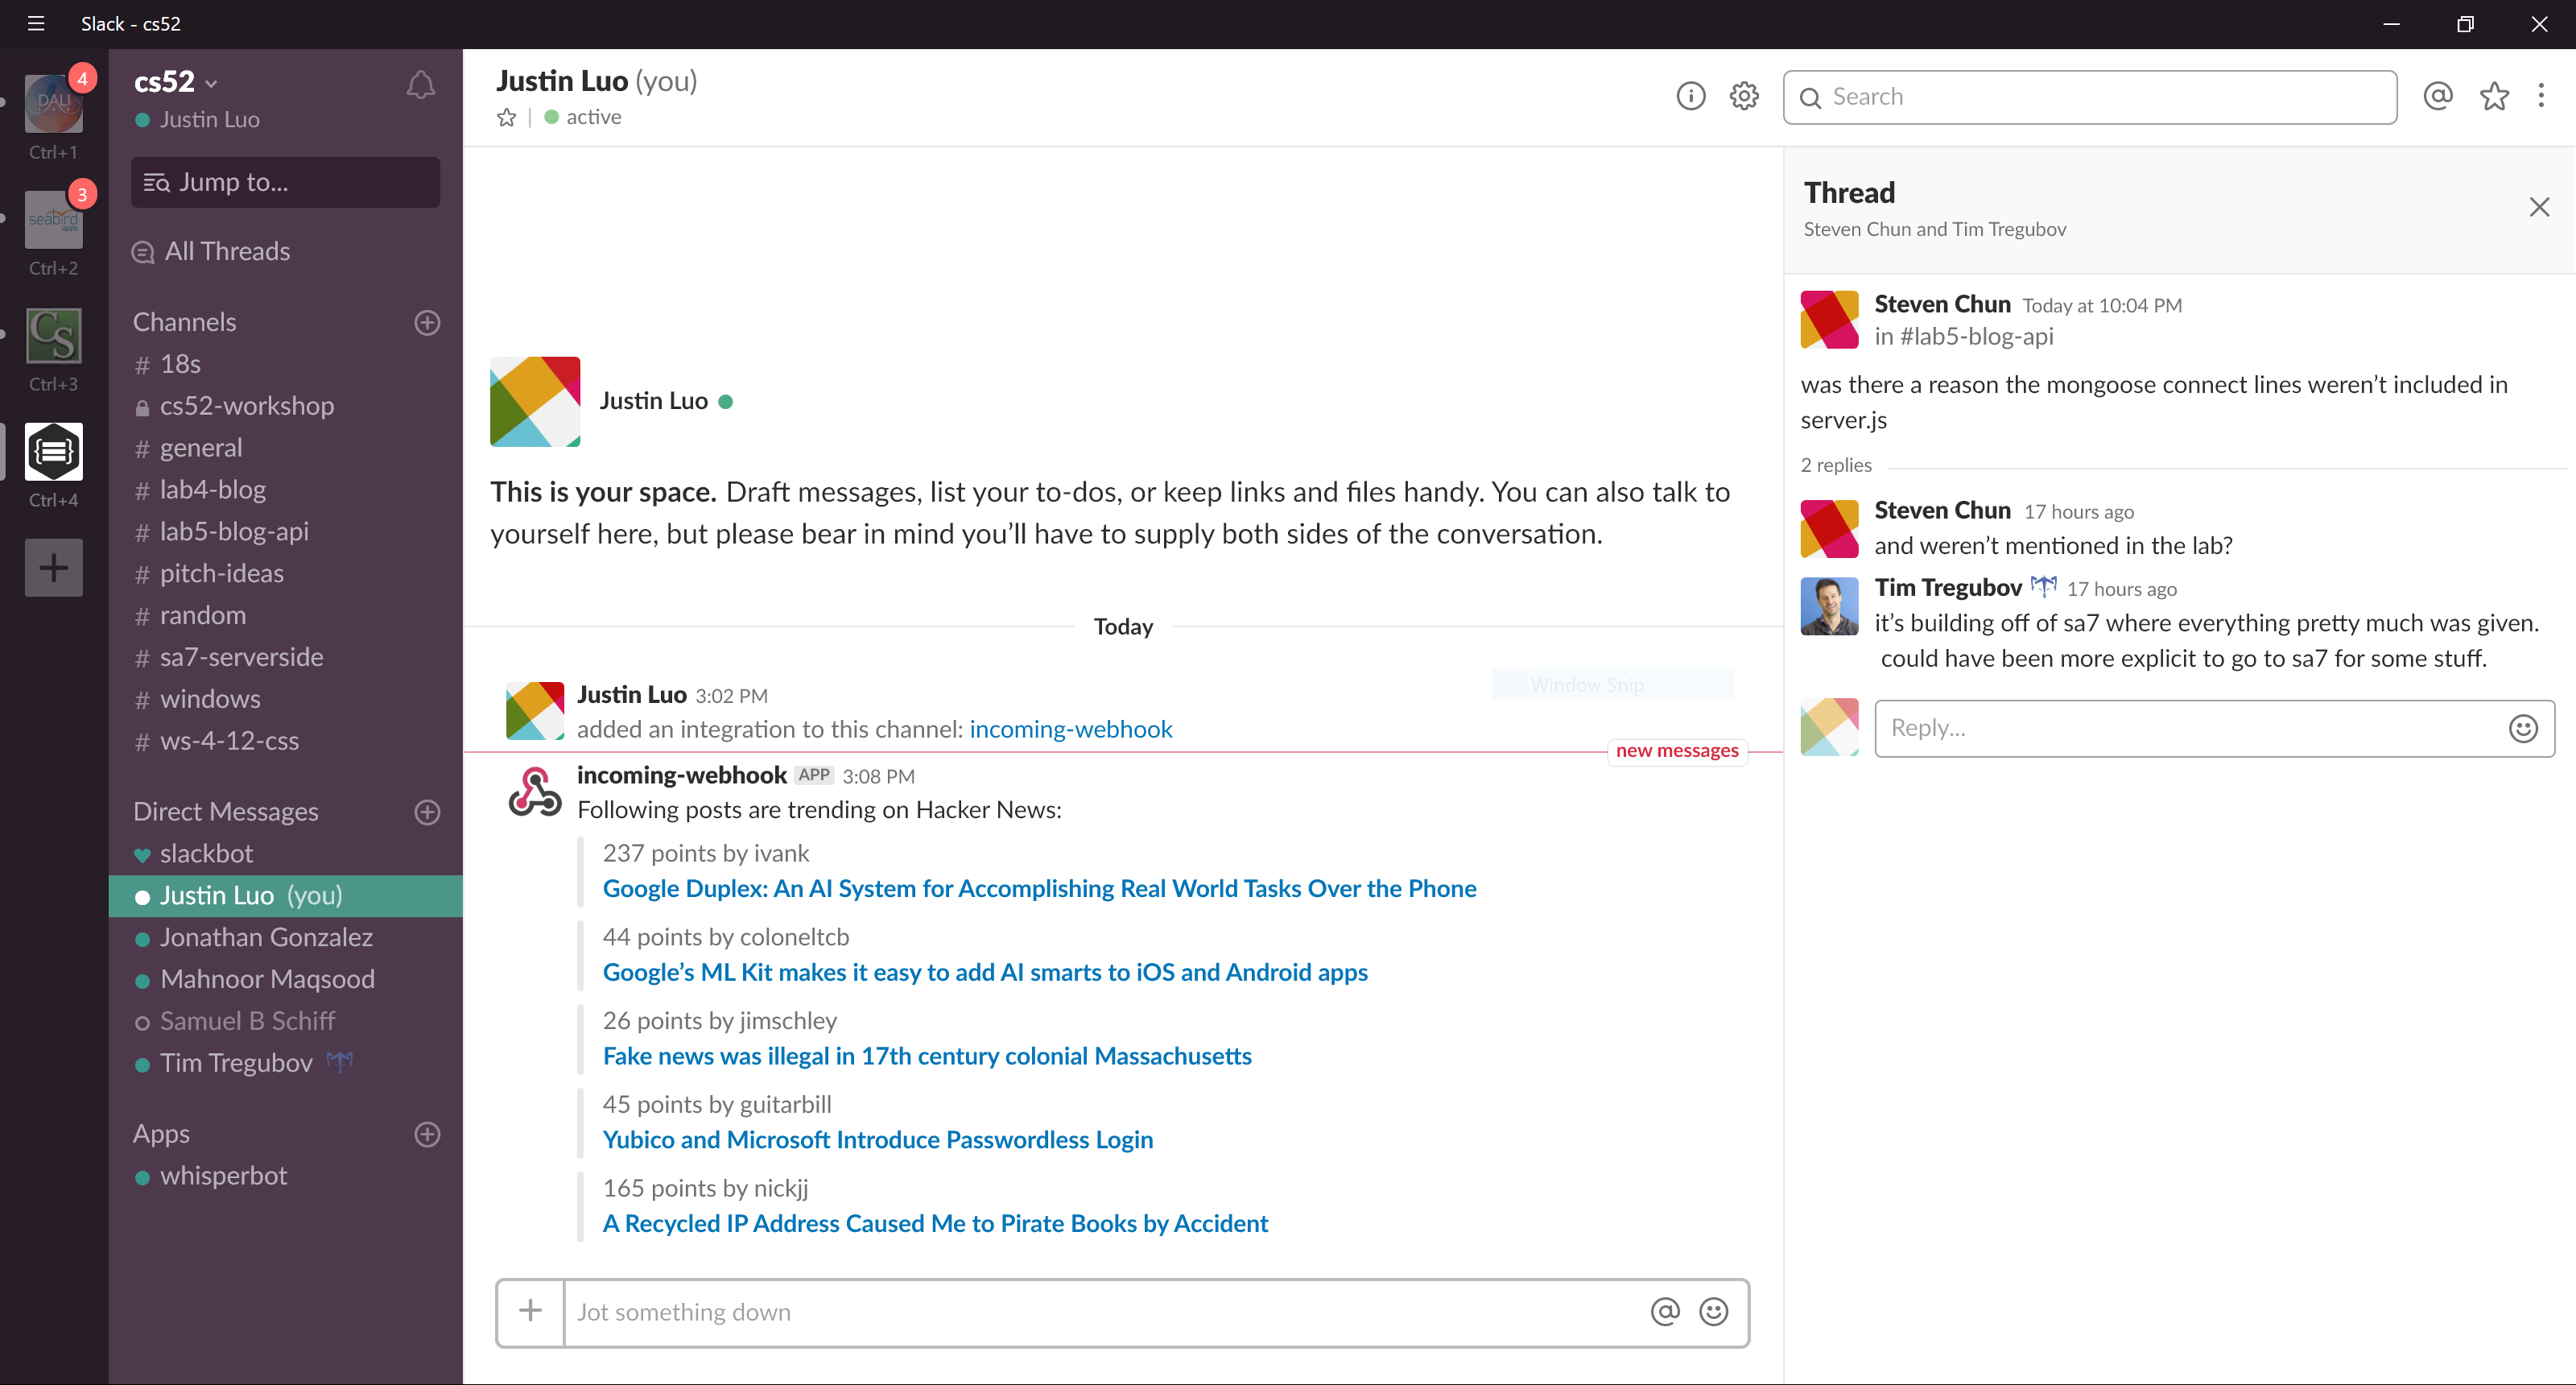 Slack - cs52
4
DALI
Ctrl+1
3
seabird
apps
Ctrl+2
CS
Ctrl+3
Ctrl+4
cs52
Justin Luo
Jump to...
All Threads
Channels
# 18s
cs52-workshop
# general
# lab4-blog
# lab5-blog-api
# pitch-ideas
# random
# sa7-serverside
# windows
# ws-4-12-css
Direct Messages
slackbot
Justin Luo (you)
Jonathan Gonzalez
Mahnoor Maqsood
Samuel B Schiff
Tim Tregubov
Apps
whisperbot
Justin Luo (you)
active
Search
Justin Luo
This is your space. Draft messages, list your to-dos, or keep links and files handy. You can also talk to
yourself here, but please bear in mind you’ll have to supply both sides of the conversation.
Today
Window Snip
Justin Luo 3:02 PM
added an integration to this channel: incoming-webhook
new messages
incoming-webhook APP 3:08 PM
Following posts are trending on Hacker News:
237 points by ivank
Google Duplex: An AI System for Accomplishing Real World Tasks Over the Phone
44 points by coloneltcb
Google’s ML Kit makes it easy to add AI smarts to iOS and Android apps
26 points by jimschley
Fake news was illegal in 17th century colonial Massachusetts
45 points by guitarbill
Yubico and Microsoft Introduce Passwordless Login
165 points by nickjj
A Recycled IP Address Caused Me to Pirate Books by Accident
Jot something down
Thread
Steven Chun and Tim Tregubov
Steven Chun Today at 10:04 PM
in #lab5-blog-api
was there a reason the mongoose connect lines weren’t included in
server.js
2 replies
Steven Chun 17 hours ago
and weren’t mentioned in the lab?
Tim Tregubov 17 hours ago
it’s building off of sa7 where everything pretty much was given.
could have been more explicit to go to sa7 for some stuff.
Reply...